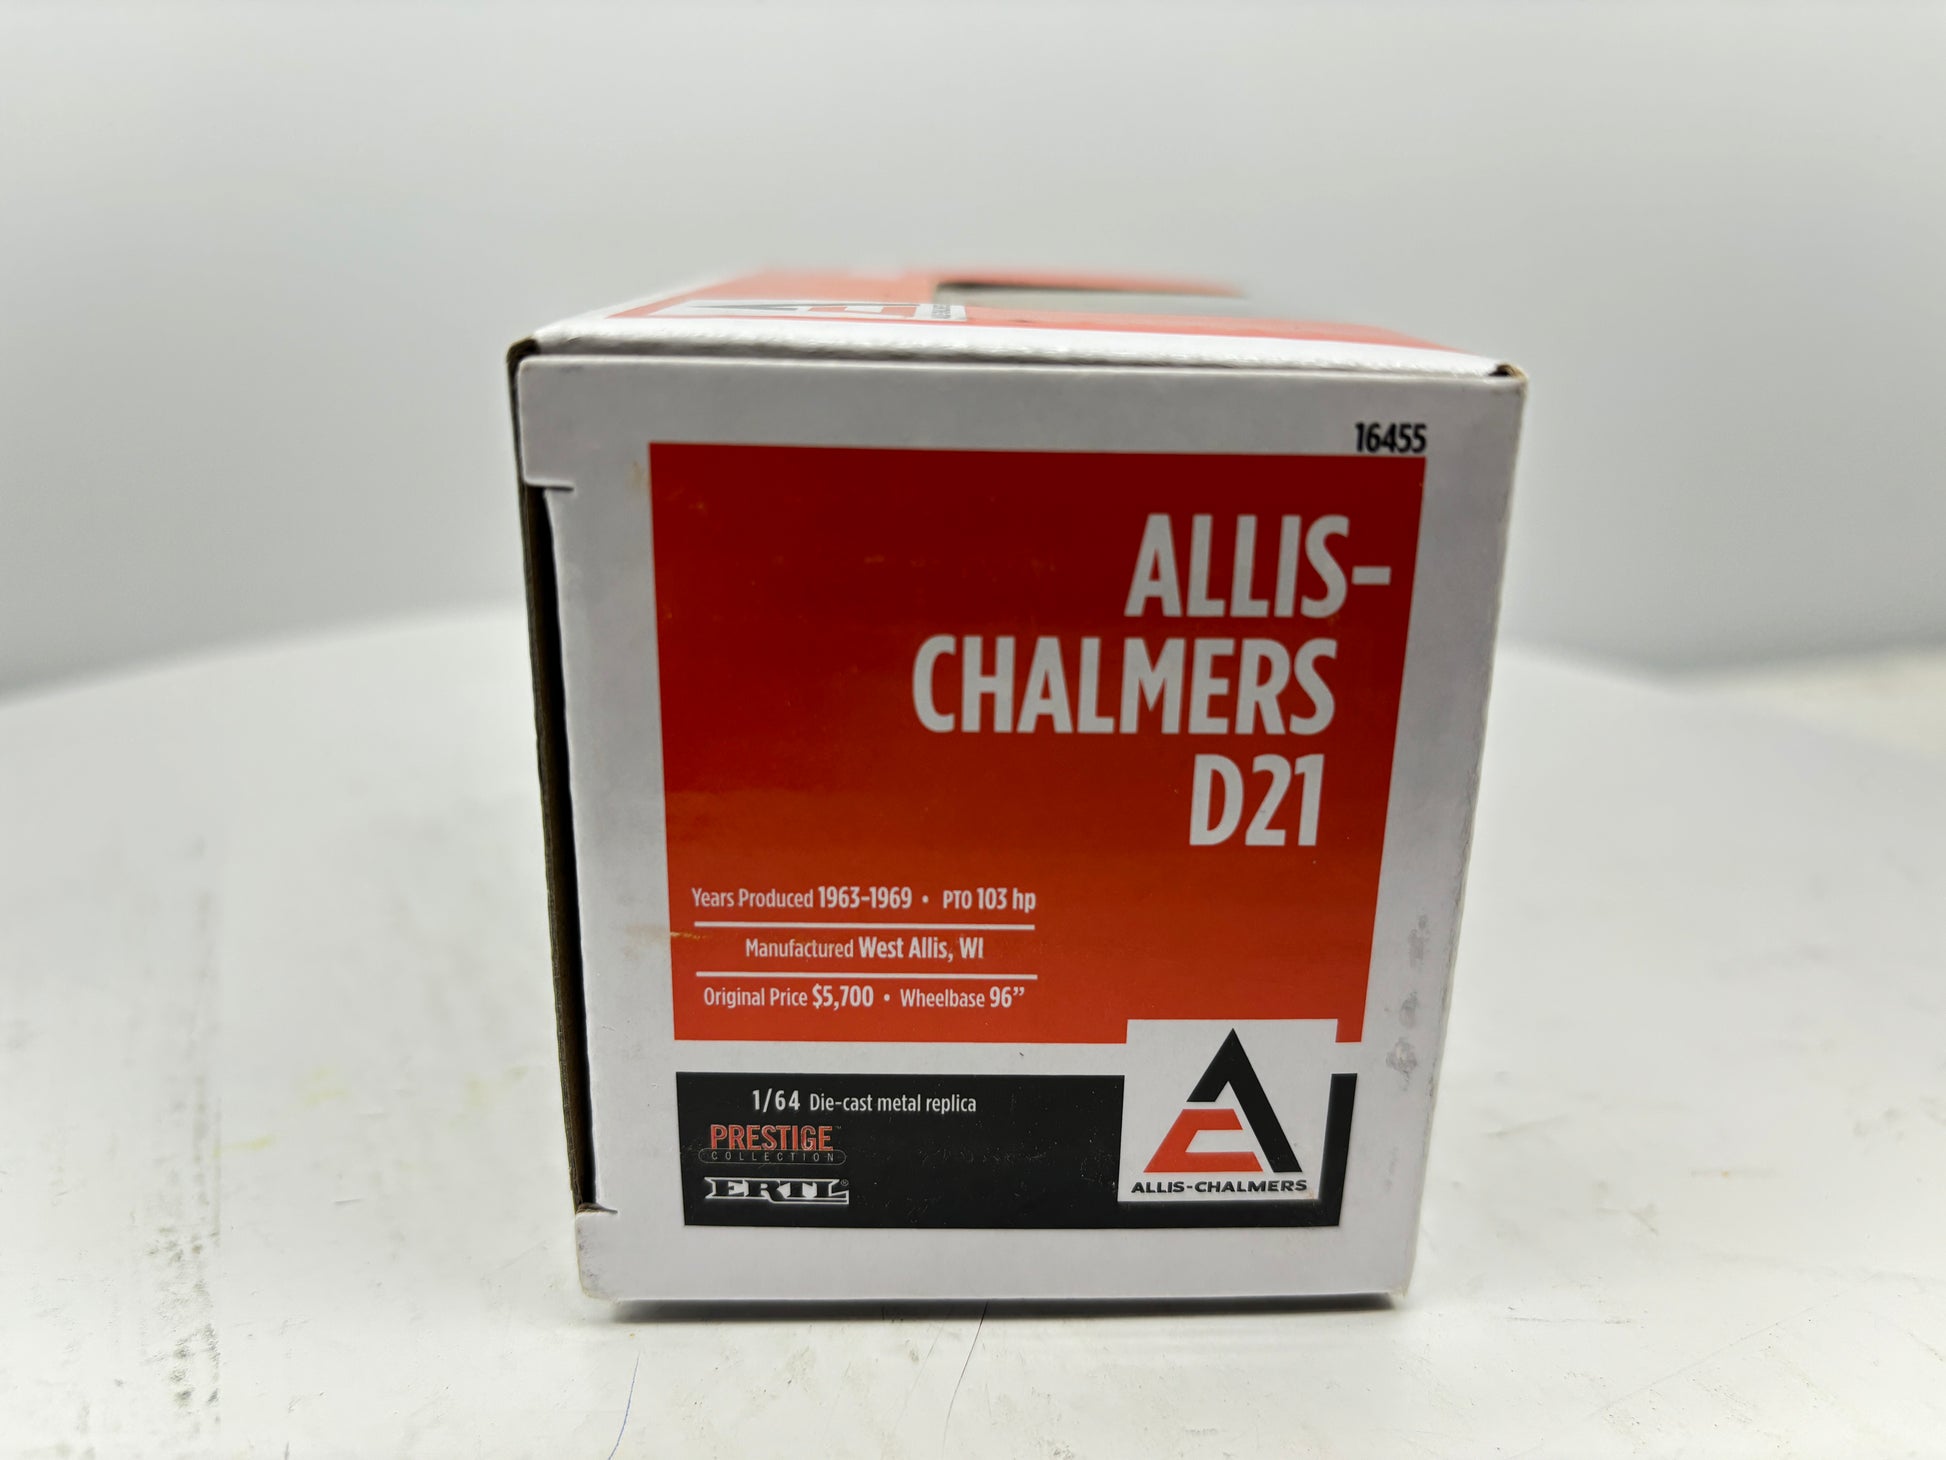 16455
ALLIS-
CHALMERS
D21
Years Produced 1963-1969 • PTO 103 hp
Manufactured West Allis, WI
Original Price $5,700 • Wheelbase 96”
1/64 Die-cast metal replica
PRESTIGE™
COLLECTION
ERTL®
ALLIS-CHALMERS